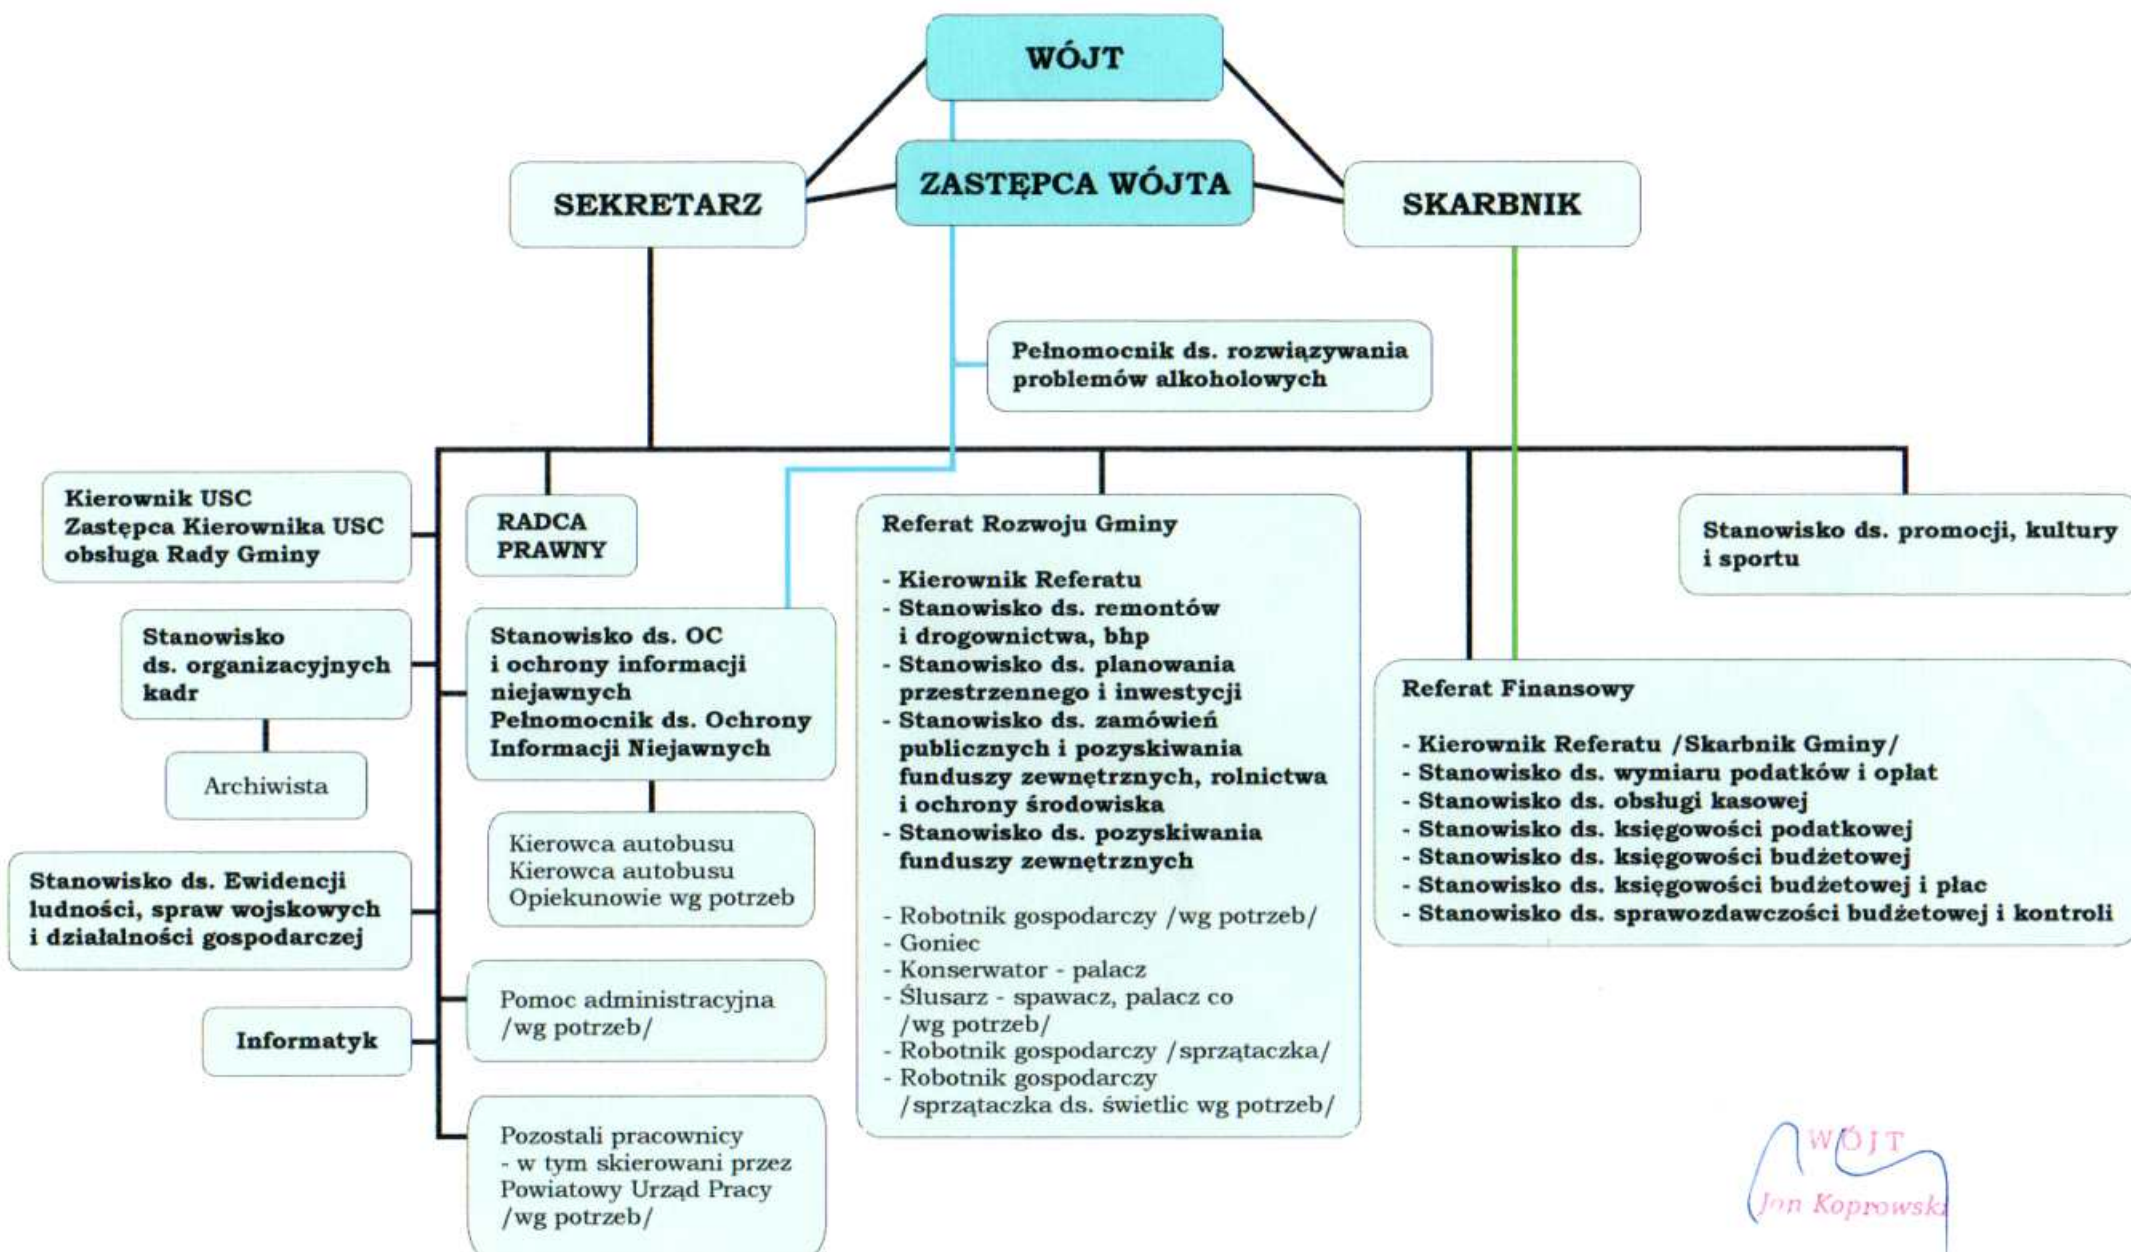 WÓJT
ZASTĘPCA WÓJTA
SEKRETARZ
SKARBNIK
Pełnomocnik ds. rozwiązywania
problemów alkoholowych
Kierownik USC
Zastępca Kierownika USC
obsługa Rady Gminy
RADCA
PRAWNY
Stanowisko
ds. organizacyjnych
kadr
Archiwista
Stanowisko ds. Ewidencji
ludności, spraw wojskowych
i działalności gospodarczej
Informatyk
Stanowisko ds. OC
i ochrony informacji
niejawnych
Pełnomocnik ds. Ochrony
Informacji Niejawnych
Kierowca autobusu
Kierowca autobusu
Opiekunowie wg potrzeb
Pomoc administracyjna
/wg potrzeb/
Pozostali pracownicy
- w tym skierowani przez
Powiatowy Urząd Pracy
/wg potrzeb/
Referat Rozwoju Gminy
- Kierownik Referatu
- Stanowisko ds. remontów
i drogownictwa, bhp
- Stanowisko ds. planowania
przestrzennego i inwestycji
- Stanowisko ds. zamówień
publicznych i pozyskiwania
funduszy zewnętrznych, rolnictwa
i ochrony środowiska
- Stanowisko ds. pozyskiwania
funduszy zewnętrznych
- Robotnik gospodarczy /wg potrzeb/
- Goniec
- Konserwator - palacz
- Ślusarz - spawacz, palacz co
/wg potrzeb/
- Robotnik gospodarczy /sprzątaczka/
- Robotnik gospodarczy
/sprzątaczka ds. świetlic wg potrzeb/
Stanowisko ds. promocji, kultury
i sportu
Referat Finansowy
- Kierownik Referatu /Skarbnik Gminy/
- Stanowisko ds. wymiaru podatków i opłat
- Stanowisko ds. obsługi kasowej
- Stanowisko ds. księgowości podatkowej
- Stanowisko ds. księgowości budżetowej
- Stanowisko ds. księgowości budżetowej i płac
- Stanowisko ds. sprawozdawczości budżetowej i kontroli
WÓJT
Jan Koprowski